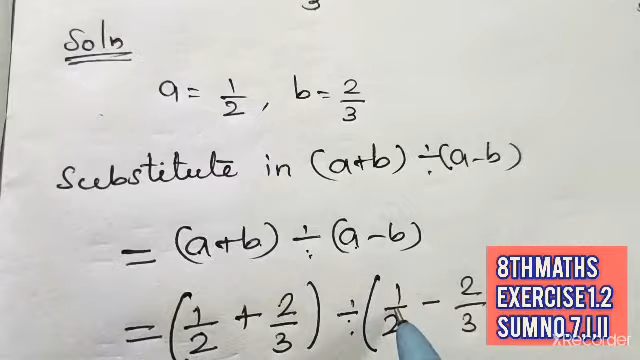 3
Soln
a = 1/2 , b = 2/3
Substitute in (a+b) ÷ (a-b)
= (a+b) ÷ (a-b)
= (1/2 + 2/3) ÷ (1/2 - 2/3
8THMATHS
EXERCISE1.2
SUMNO.7.I,II
XRecorder